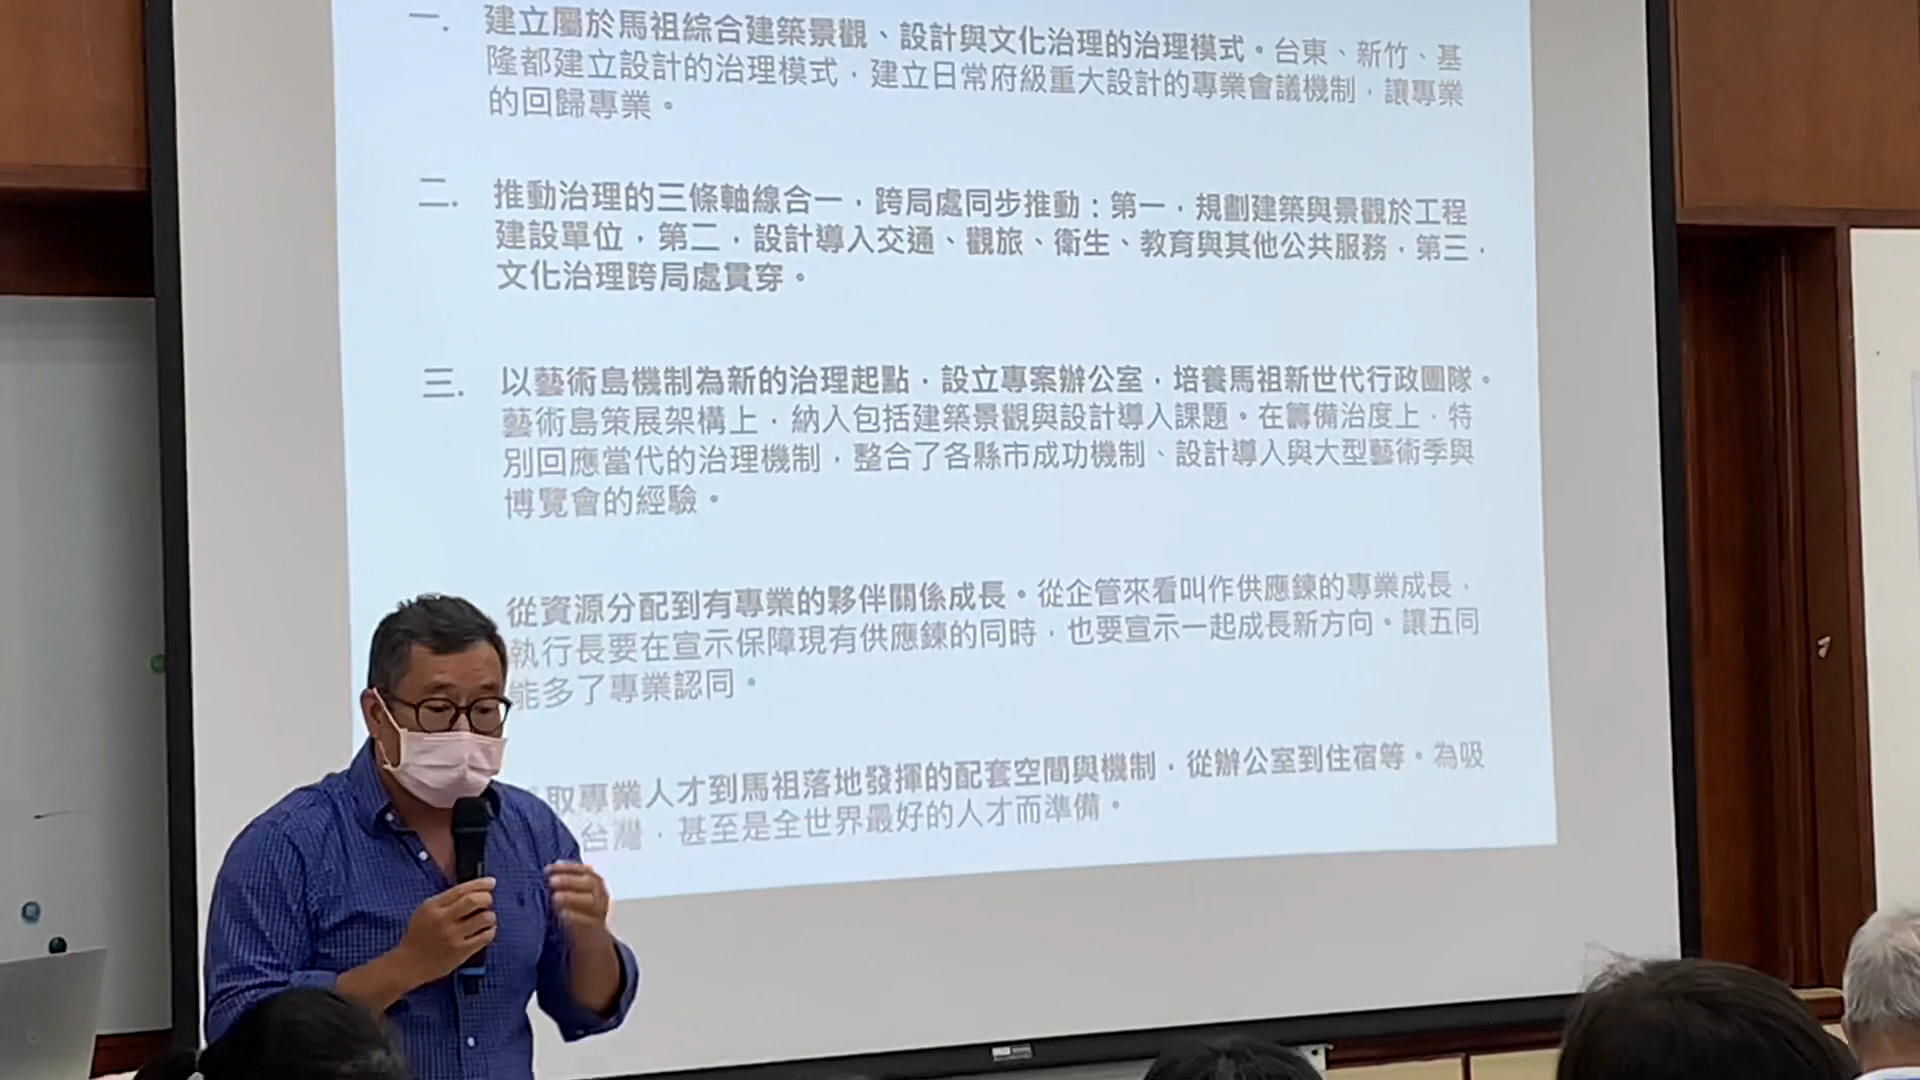 一. 建立屬於馬祖綜合建築景觀、設計與文化治理的治理模式。台東、新竹、基
隆都建立設計的治理模式，建立日常府級重大設計的專業會議機制，讓專業
的回歸專業。
二. 推動治理的三條軸線合一，跨局處同步推動：第一，規劃建築與景觀於工程
建設單位，第二，設計導入交通、觀旅、衛生、教育與其他公共服務，第三，
文化治理跨局處貫穿。
三. 以藝術島機制為新的治理起點，設立專案辦公室，培養馬祖新世代行政團隊。
藝術島策展架構上，納入包括建築景觀與設計導入課題。在籌備治度上，特
別回應當代的治理機制，整合了各縣市成功機制、設計導入與大型藝術季與
博覽會的經驗。
從資源分配到有專業的夥伴關係成長。從企管來看叫作供應鍊的專業成長，
執行長要在宣示保障現有供應鍊的同時，也要宣示一起成長新方向。讓五同
能多了專業認同。
取專業人才到馬祖落地發揮的配套空間與機制，從辦公室到住宿等。為吸
台灣，甚至是全世界最好的人才而準備。